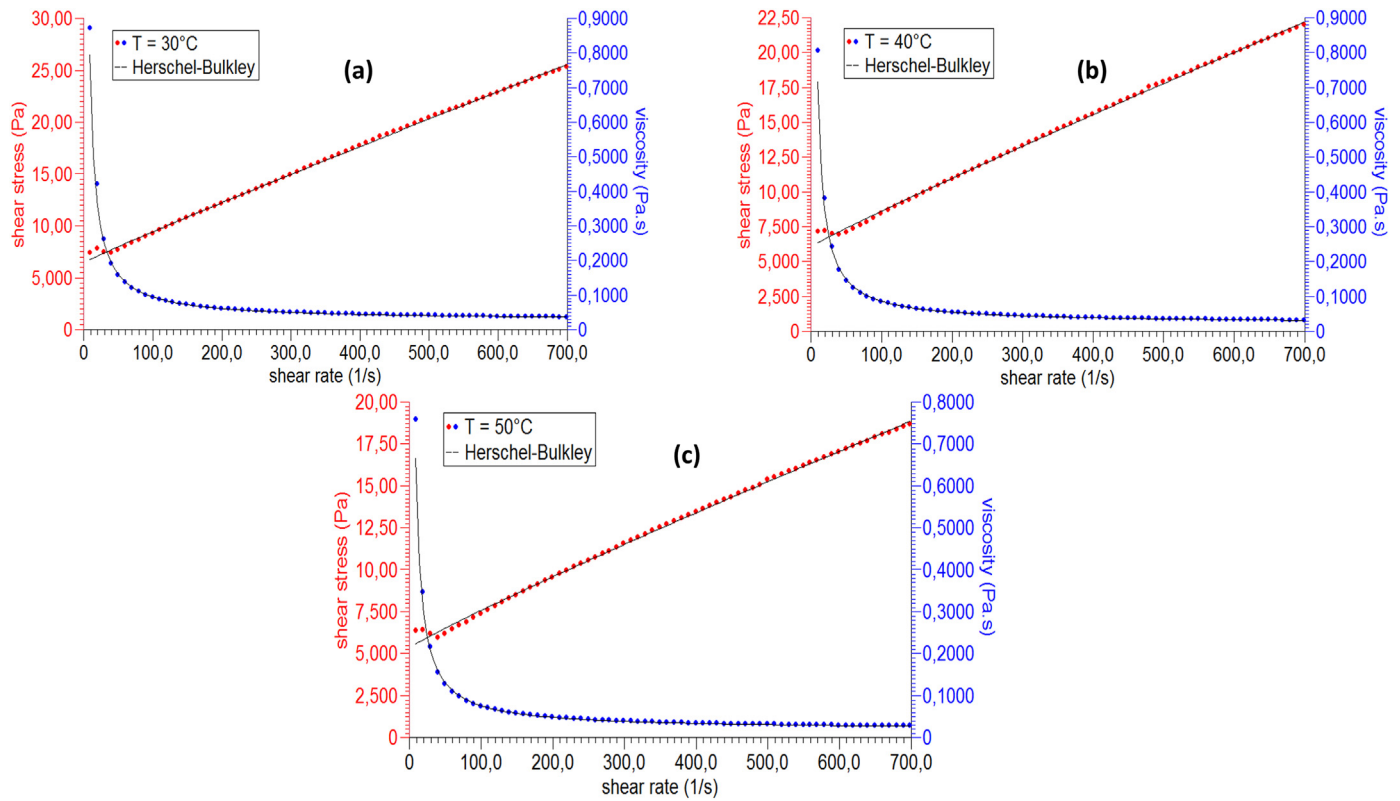 30,00
25,00
20,00
15,00
10,00
5,000
0
shear stress (Pa)
T = 30°C
Herschel-Bulkley
(a)
0,9000
0,8000
0,7000
0,6000
0,5000
0,4000
0,3000
0,2000
0,1000
0
viscosity (Pa.s)
0 100,0 200,0 300,0 400,0 500,0 600,0 700,0
shear rate (1/s)
22,50
20,00
17,50
15,00
12,50
10,00
7,500
5,000
2,500
0
shear stress (Pa)
T = 40°C
Herschel-Bulkley
(b)
0,9000
0,8000
0,7000
0,6000
0,5000
0,4000
0,3000
0,2000
0,1000
0
viscosity (Pa.s)
0 100,0 200,0 300,0 400,0 500,0 600,0 700,0
shear rate (1/s)
20,00
17,50
15,00
12,50
10,00
7,500
5,000
2,500
0
shear stress (Pa)
T = 50°C
Herschel-Bulkley
(c)
0,8000
0,7000
0,6000
0,5000
0,4000
0,3000
0,2000
0,1000
0
viscosity (Pa.s)
0 100,0 200,0 300,0 400,0 500,0 600,0 700,0
shear rate (1/s)